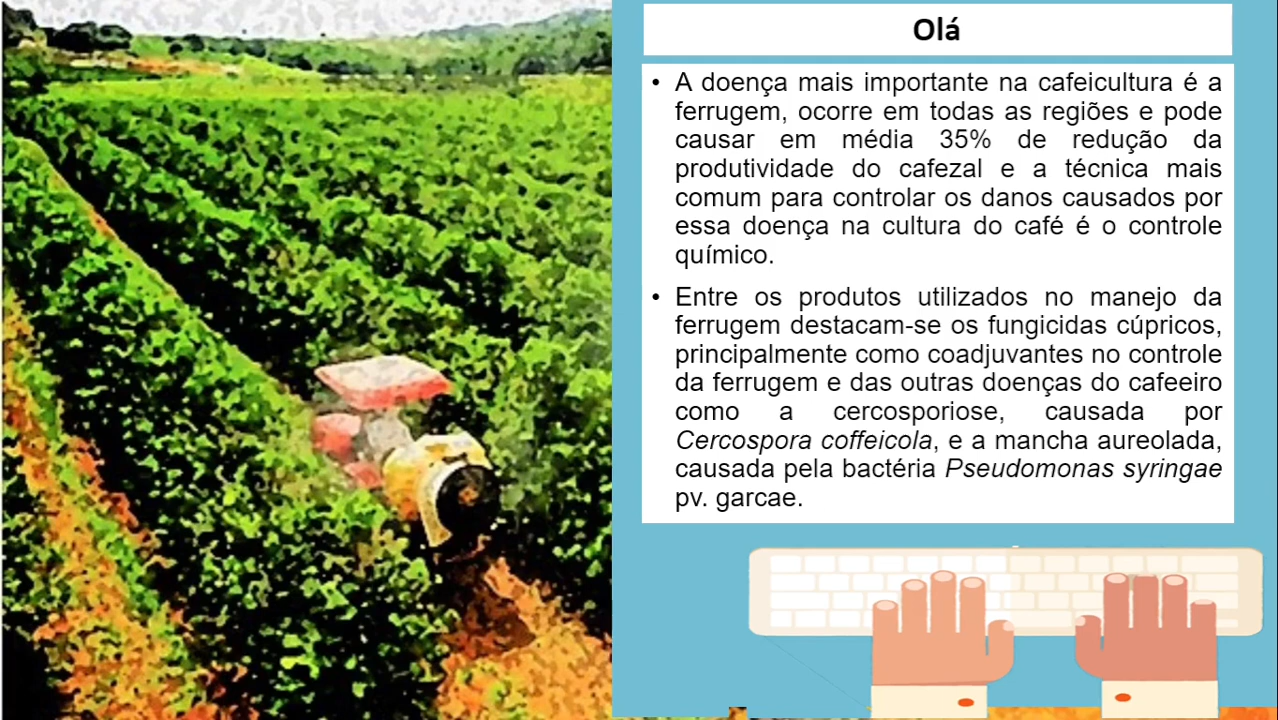 Olá
• A doença mais importante na cafeicultura é a
ferrugem, ocorre em todas as regiões e pode
causar em média 35% de redução da
produtividade do cafezal e a técnica mais
comum para controlar os danos causados por
essa doença na cultura do café é o controle
químico.
• Entre os produtos utilizados no manejo da
ferrugem destacam-se os fungicidas cúpricos,
principalmente como coadjuvantes no controle
da ferrugem e das outras doenças do cafeeiro
como a cercosporiose, causada por
Cercospora coffeicola, e a mancha aureolada,
causada pela bactéria Pseudomonas syringae
pv. garcae.